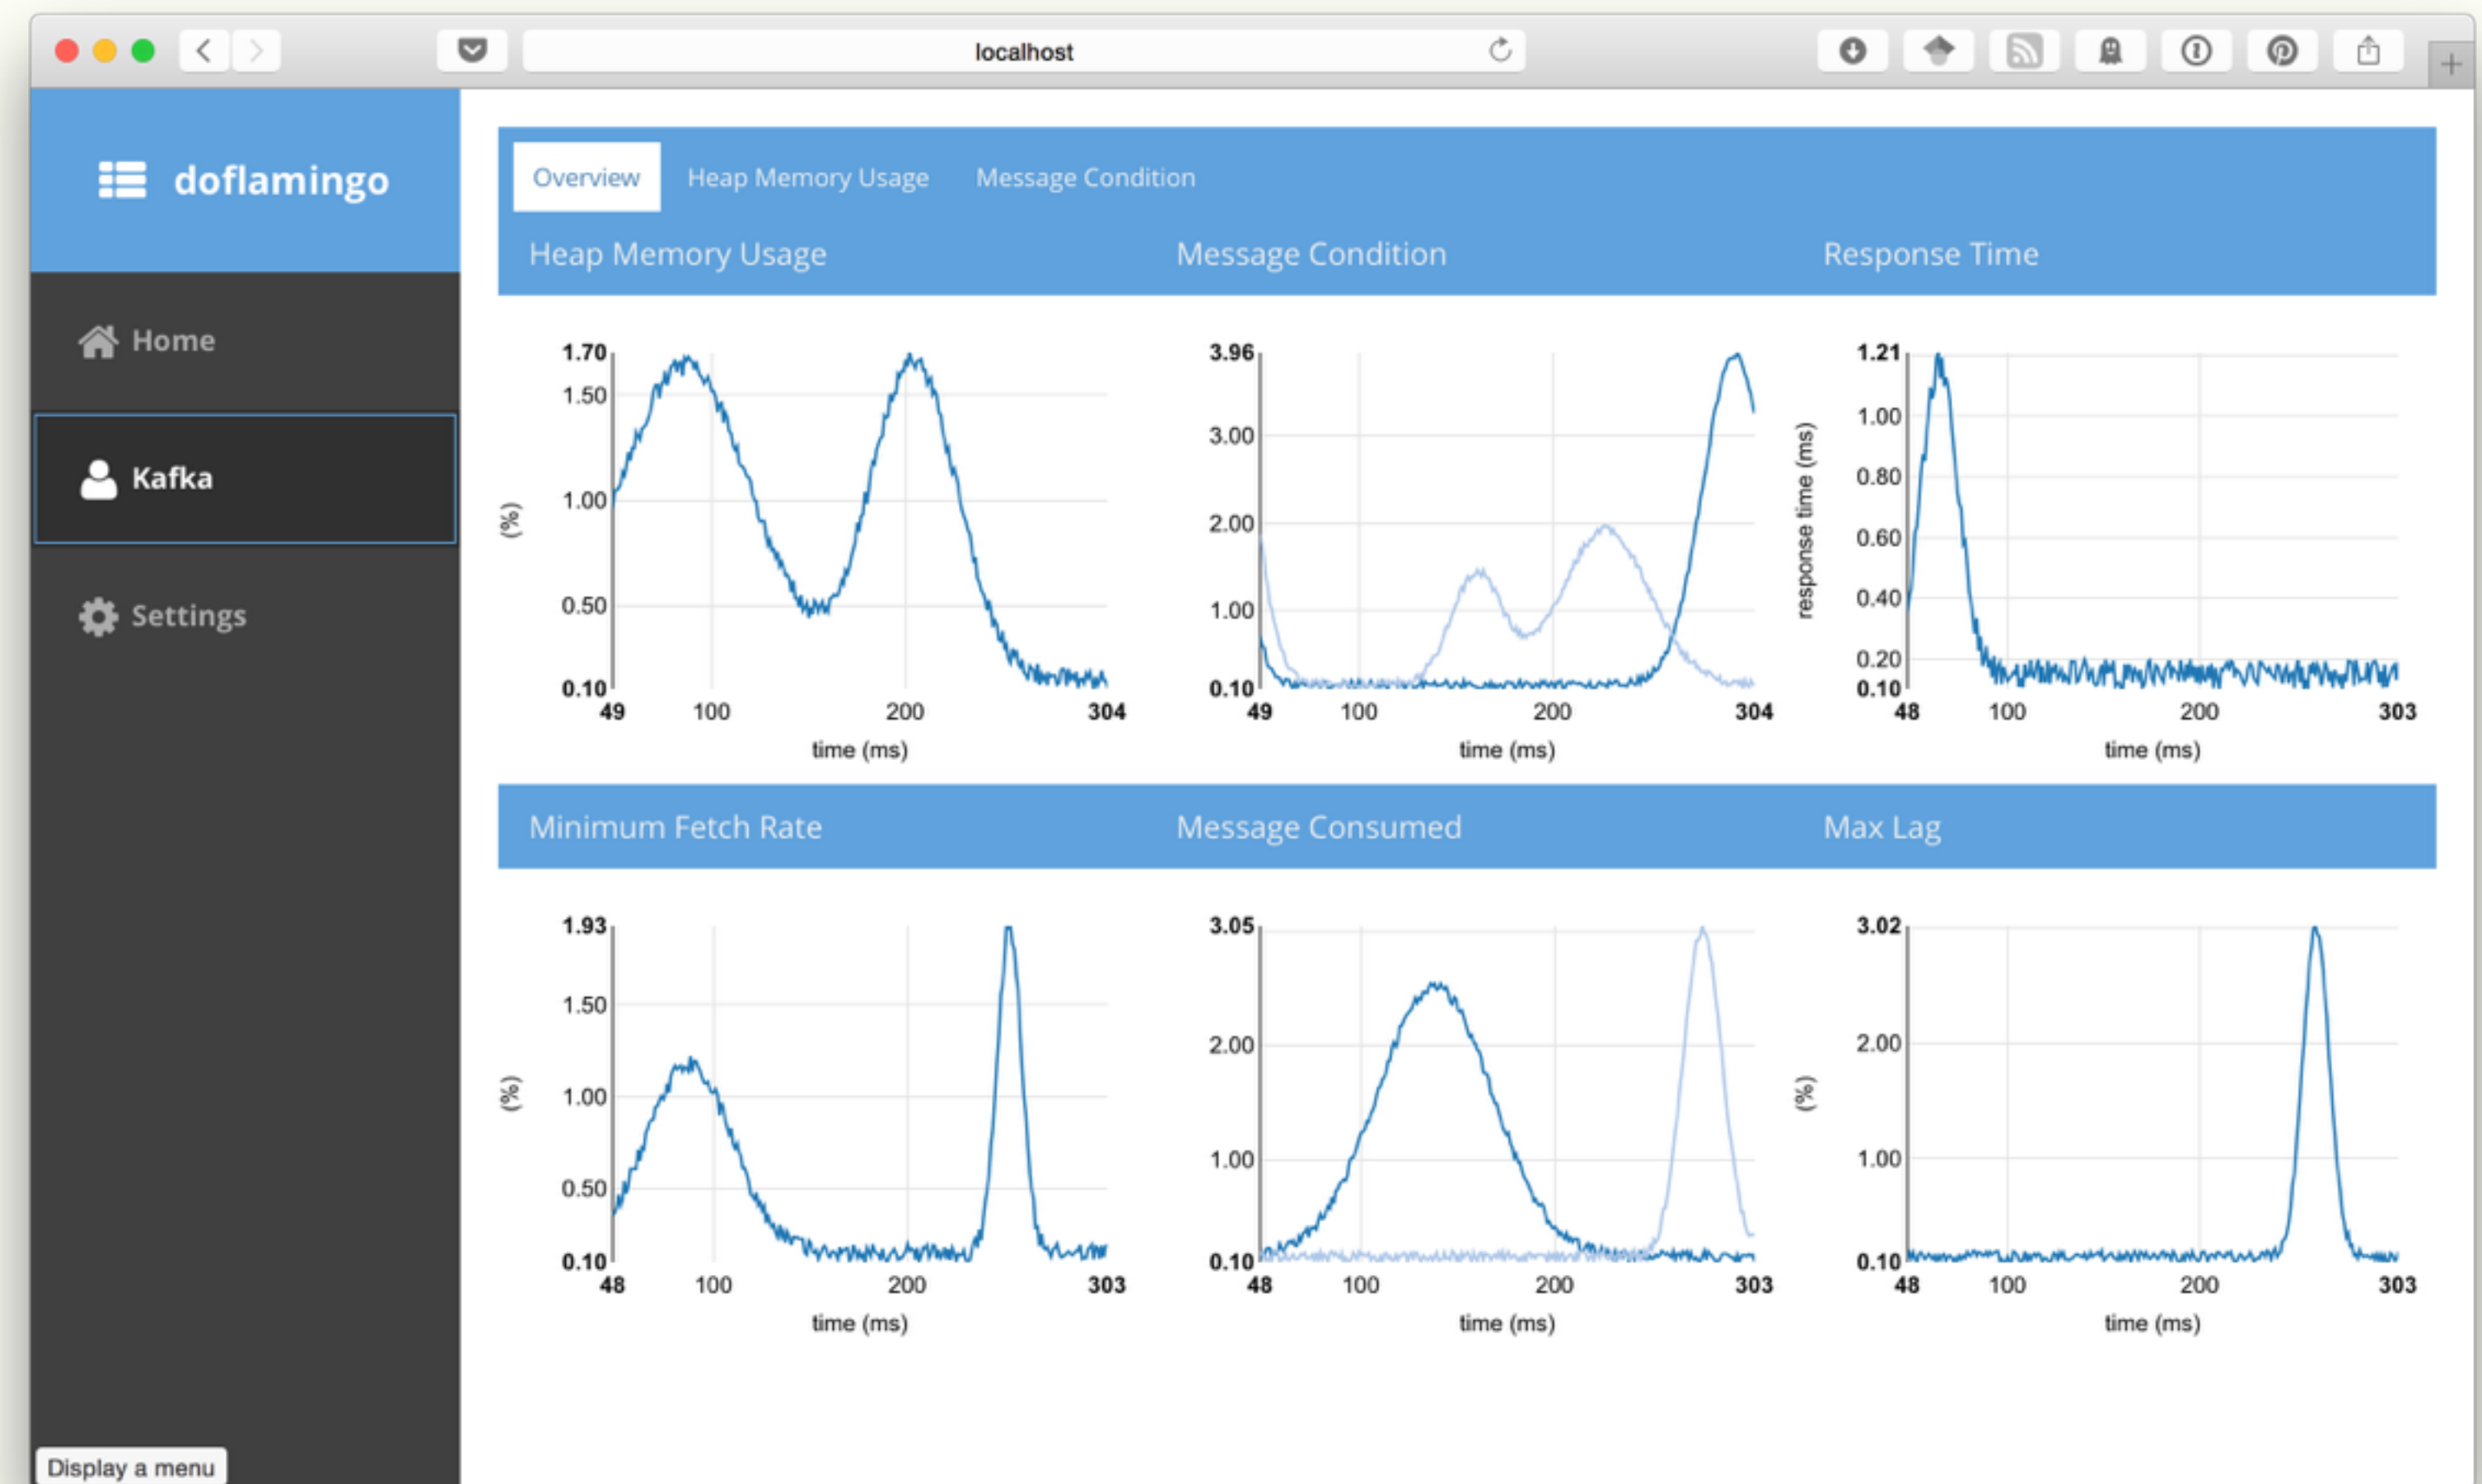 localhost
doflamingo
Home
Kafka
Settings
Display a menu
Overview Heap Memory Usage Message Condition
Heap Memory Usage Message Condition Response Time
1.70
1.50
1.00
0.50
0.10
(%)
49 100 200 304
time (ms)
3.96
3.00
2.00
1.00
0.10
49 100 200 304
time (ms)
1.21
1.00
0.80
0.60
0.40
0.20
0.10
response time (ms)
48 100 200 303
time (ms)
Minimum Fetch Rate Message Consumed Max Lag
1.93
1.50
1.00
0.50
0.10
(%)
48 100 200 303
time (ms)
3.05
2.00
1.00
0.10
48 100 200 303
time (ms)
3.02
2.00
1.00
0.10
(%)
48 100 200 303
time (ms)